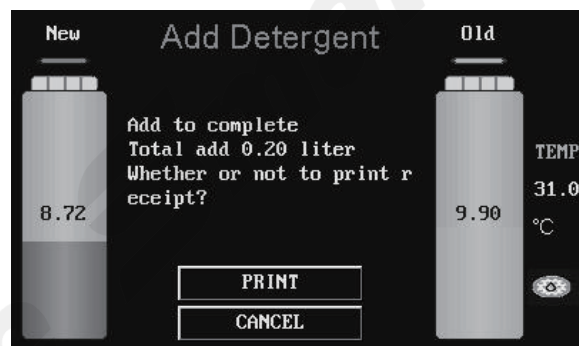 New
Add Detergent
Old
Add to complete
Total add 0.20 liter
Whether or not to print r
eceipt?
TEMP
31.0
°C
8.72
9.90
PRINT
CANCEL